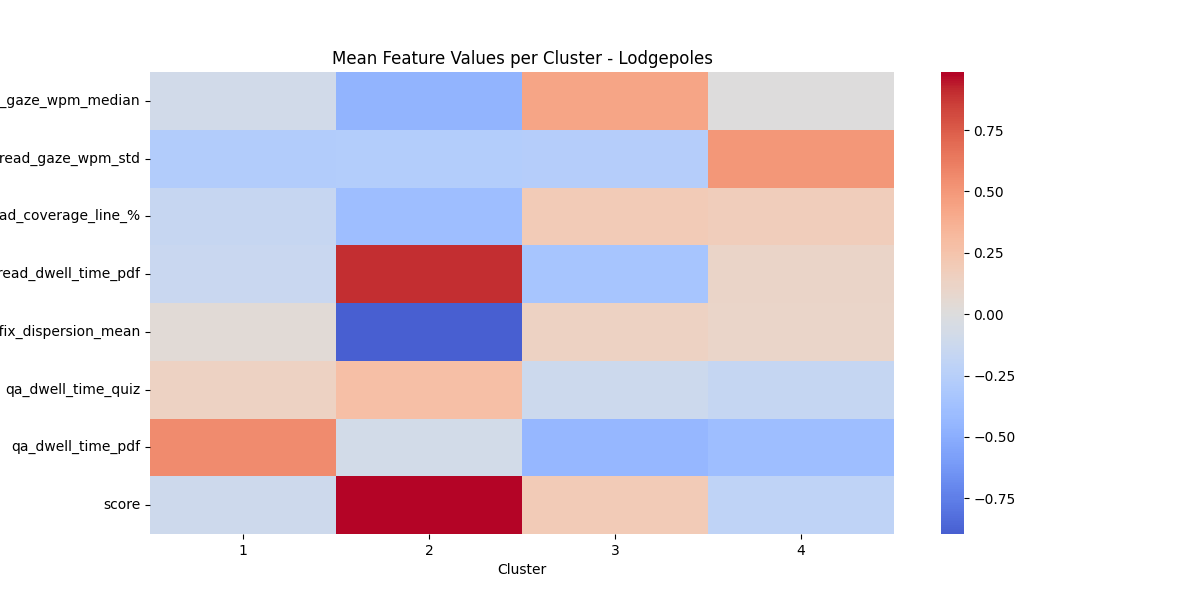 Mean Feature Values per Cluster - Lodgepoles
_gaze_wpm_median
read_gaze_wpm_std
ad_coverage_line_%
read_dwell_time_pdf
fix_dispersion_mean
qa_dwell_time_quiz
qa_dwell_time_pdf
score
1 2 3 4
Cluster
0.75
0.50
0.25
0.00
−0.25
−0.50
−0.75